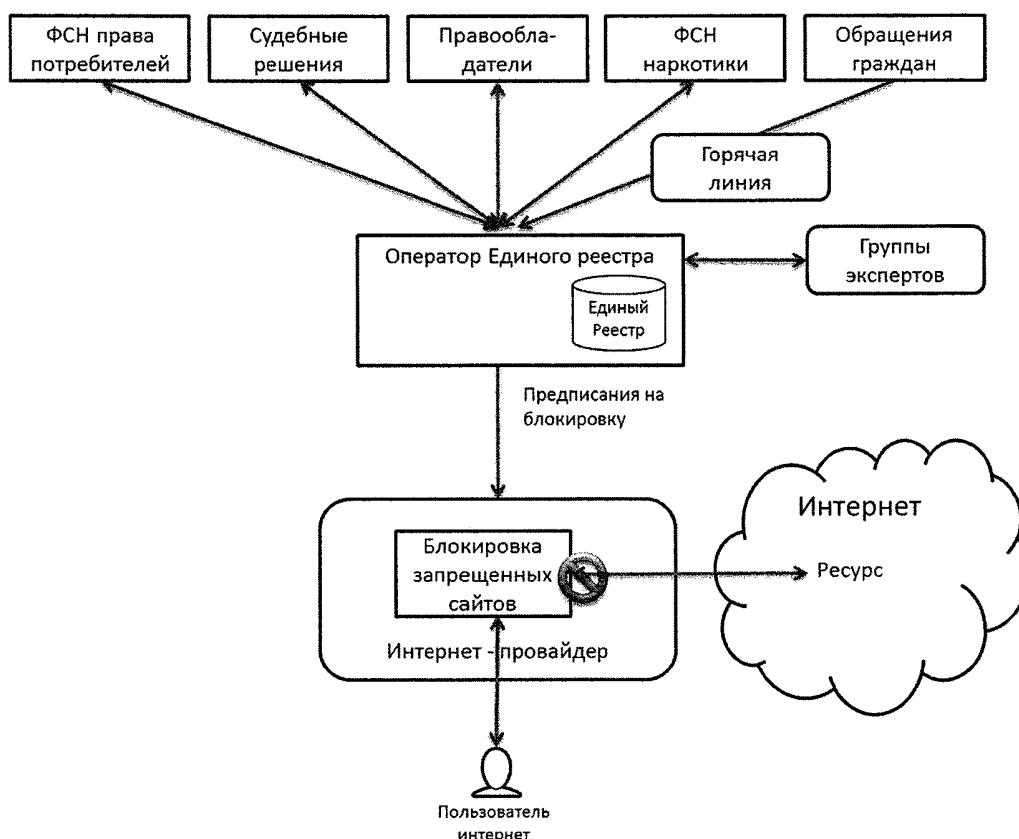 ФСН права
потребителей
Судебные
решения
Правообла-
датели
ФСН
наркотики
Обращения
граждан
Горячая
линия
Оператор Единого реестра
Группы
экспертов
Единый
Реестр
Предписания на
блокировку
Интернет
Блокировка
запрещенных
сайтов
Ресурс
Интернет - провайдер
Пользователь
интернет